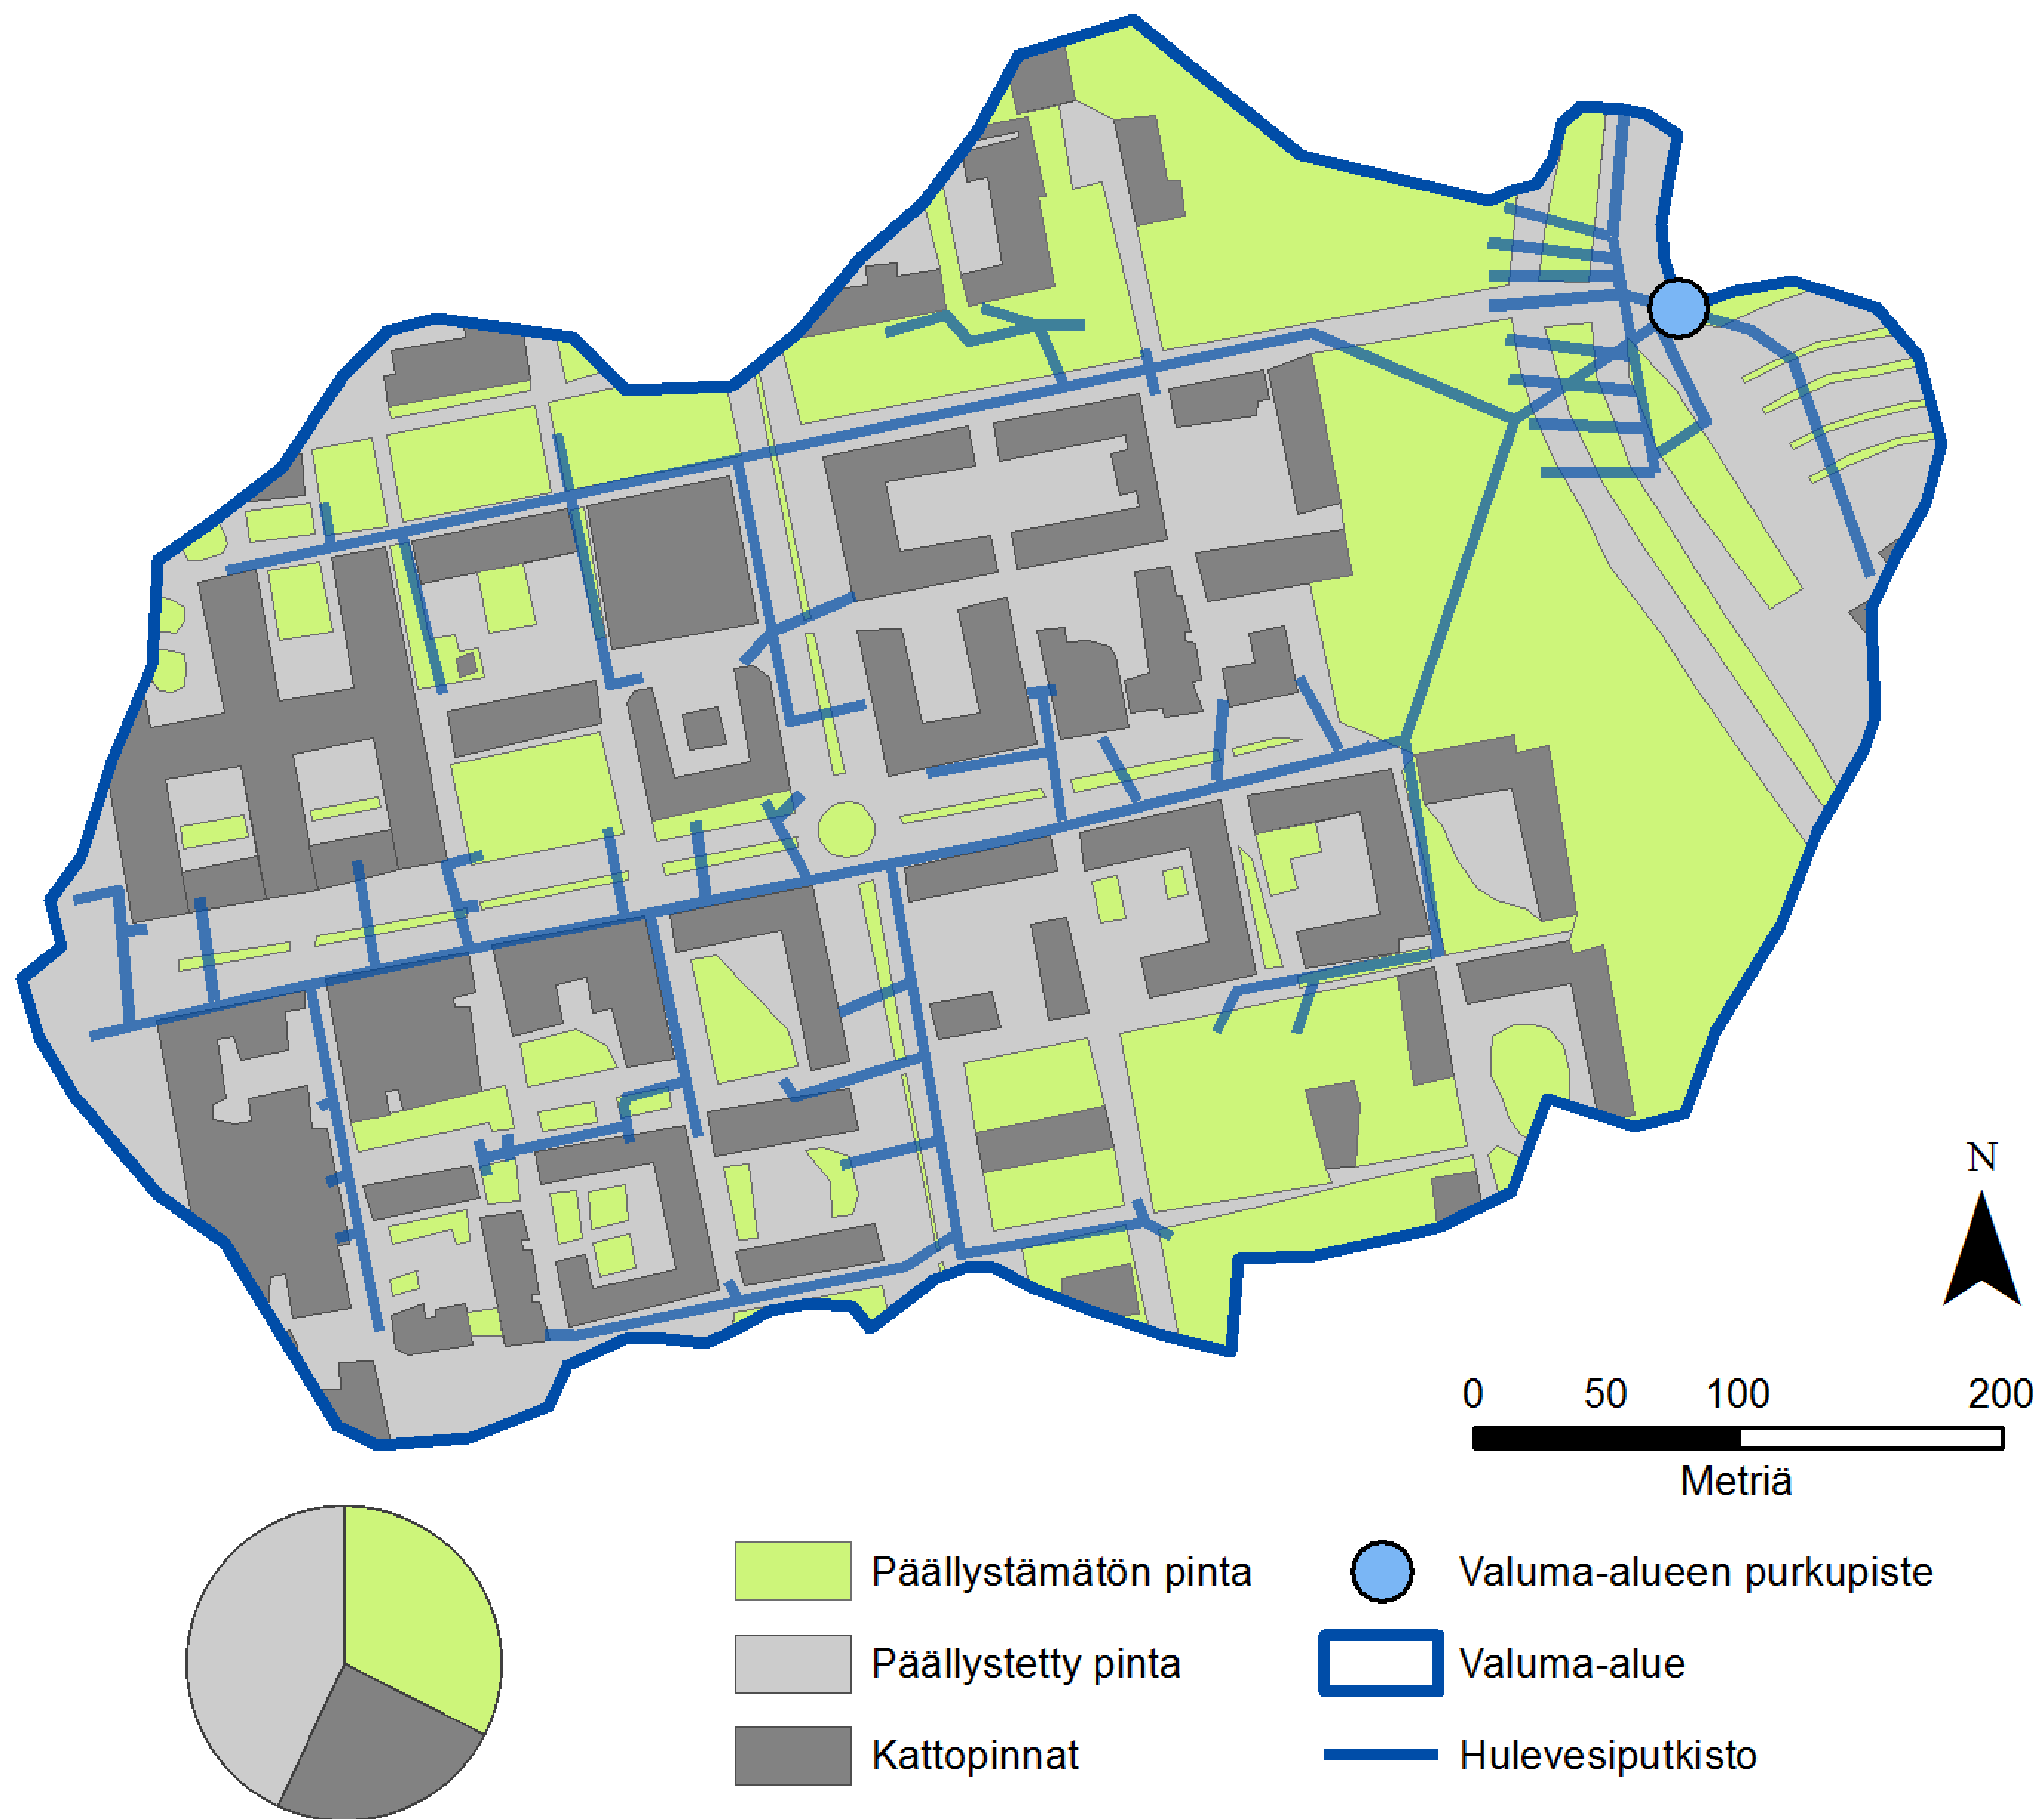 N
0 50 100 200
Metriä
Päällystämätön pinta
Valuma-alueen purkupiste
Päällystetty pinta
Valuma-alue
Kattopinnat
Hulevesiputkisto